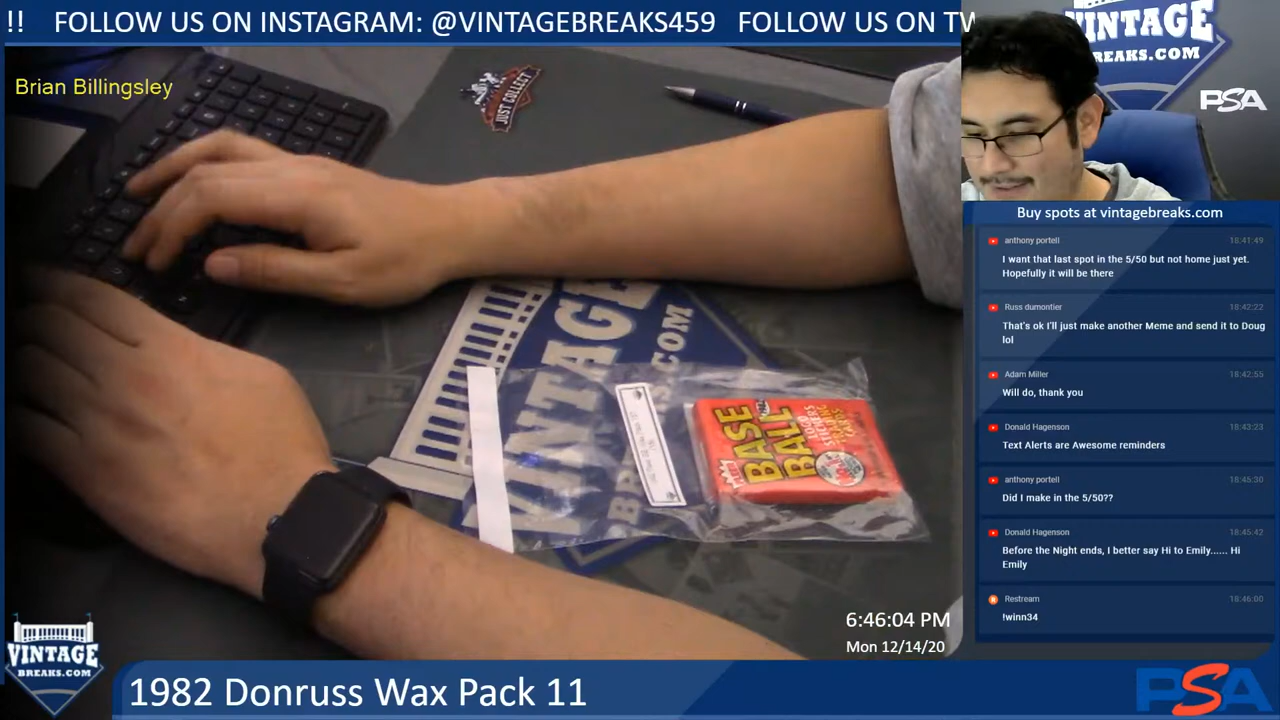 !! FOLLOW US ON INSTAGRAM: @VINTAGEBREAKS459 FOLLOW US ON TW
VINTAGE
BREAKS.COM
PSA
Brian Billingsley
JUST COLLECT
Buy spots at vintagebreaks.com
anthony portell 18:41:49
I want that last spot in the 5/50 but not home just yet.
Hopefully it will be there
Russ dumontier 18:42:22
That's ok I'll just make another Meme and send it to Doug
lol
Adam Miller 18:42:55
Will do, thank you
Donald Hagenson 18:43:23
Text Alerts are Awesome reminders
anthony portell 18:45:30
Did I make in the 5/50??
Donald Hagenson 18:45:42
Before the Night ends, I better say Hi to Emily...... Hi
Emily
Restream 18:46:00
!winn34
VINTAGE
.COM
BASE
BALL
LOGO
STICKERS
CARDS
6:46:04 PM
Mon 12/14/20
VINTAGE
BREAKS.COM
1982 Donruss Wax Pack 11
PSA